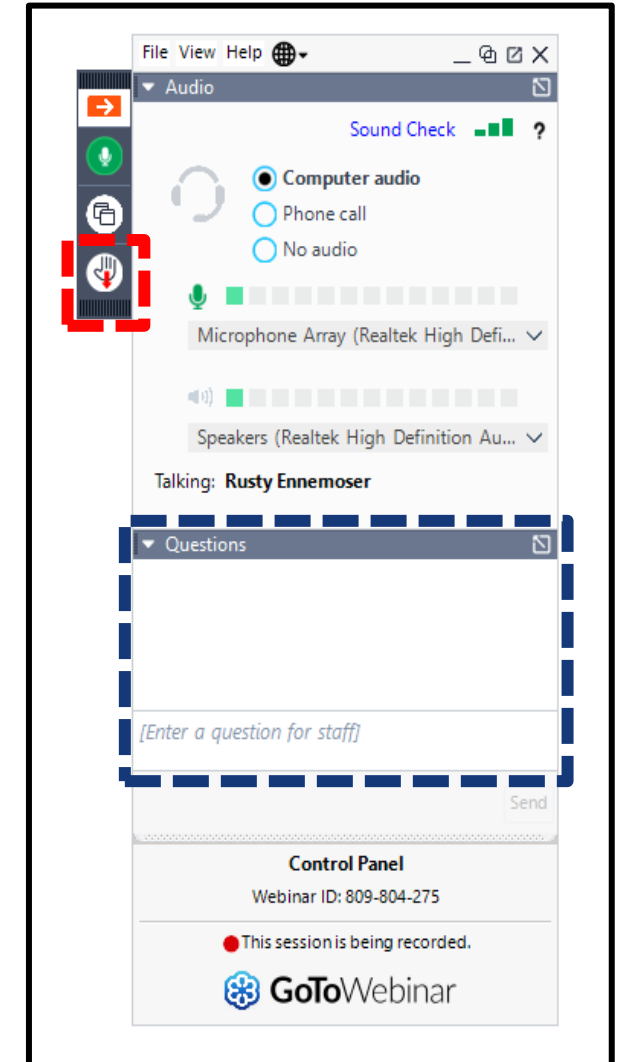 File View Help
Audio
Sound Check ?
Computer audio
Phone call
No audio
Microphone Array (Realtek High Defi...
Speakers (Realtek High Definition Au...
Talking: Rusty Ennemoser
Questions
[Enter a question for staff]
Send
Control Panel
Webinar ID: 809-804-275
This session is being recorded.
GoToWebinar